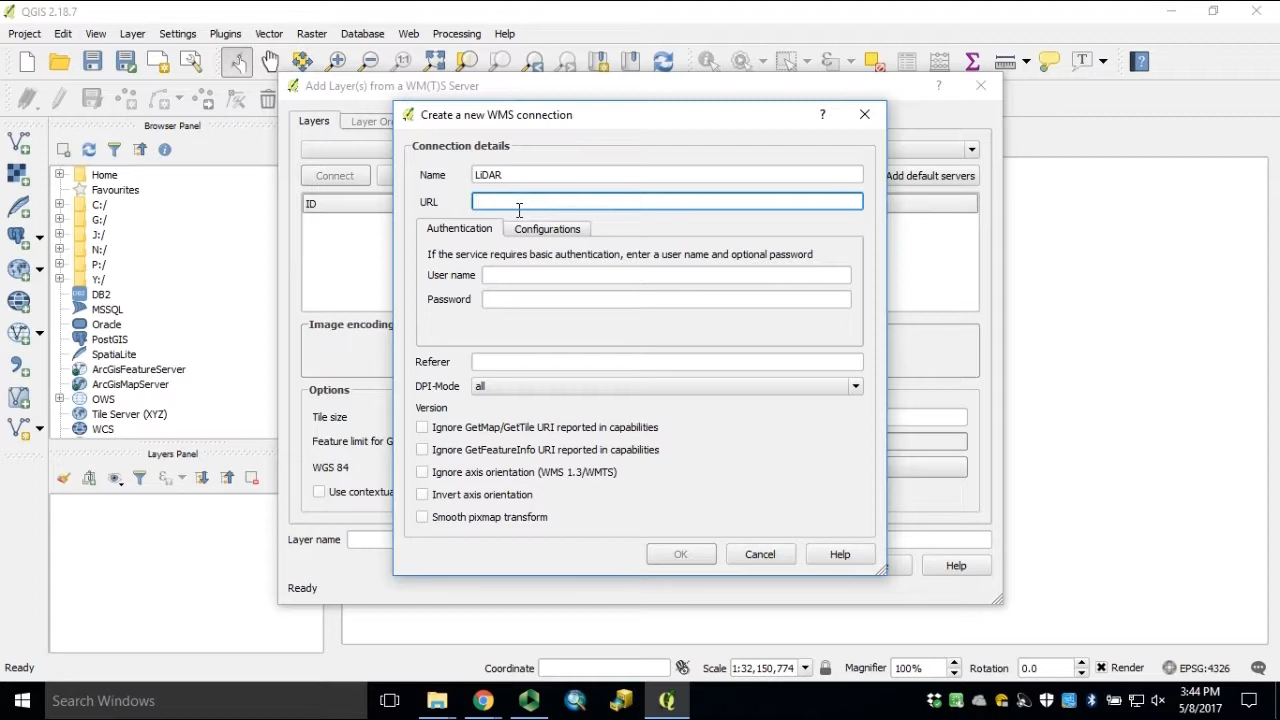 QGIS 2.18.7
Project Edit View Layer Settings Plugins Vector Raster Database Web Processing Help
Add Layer(s) from a WM(T)S Server
Create a new WMS connection
Layers
Browser Panel
Connection details
Name LiDAR
URL
Connect
Add default servers
ID
Authentication Configurations
If the service requires basic authentication, enter a user name and optional password
User name
Password
Referer
DPI-Mode all
Version
Ignore GetMap/GetTile URI reported in capabilities
Ignore GetFeatureInfo URI reported in capabilities
Ignore axis orientation (WMS 1.3/WMTS)
Invert axis orientation
Smooth pixmap transform
OK Cancel Help
Home
Favourites
C:/
G:/
J:/
N:/
P:/
Y:/
DB2
MSSQL
Oracle
PostGIS
SpatiaLite
ArcGisFeatureServer
ArcGisMapServer
OWS
Tile Server (XYZ)
WCS
Image encoding
Options
Tile size
Feature limit for
WGS 84
Layer name
Help
Ready
Layers Panel
Ready
Coordinate Scale 1:32,150,774 Magnifier 100% Rotation 0.0 Render EPSG:4326
Search Windows
3:44 PM
5/8/2017